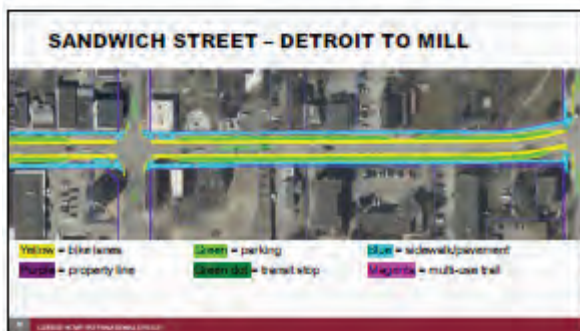 SANDWICH STREET – DETROIT TO MILL
Yellow = bike lanes
Green = parking
Blue = sidewalk/pavement
Purple = property line
Green dot = transit stop
Magenta = multi-use trail